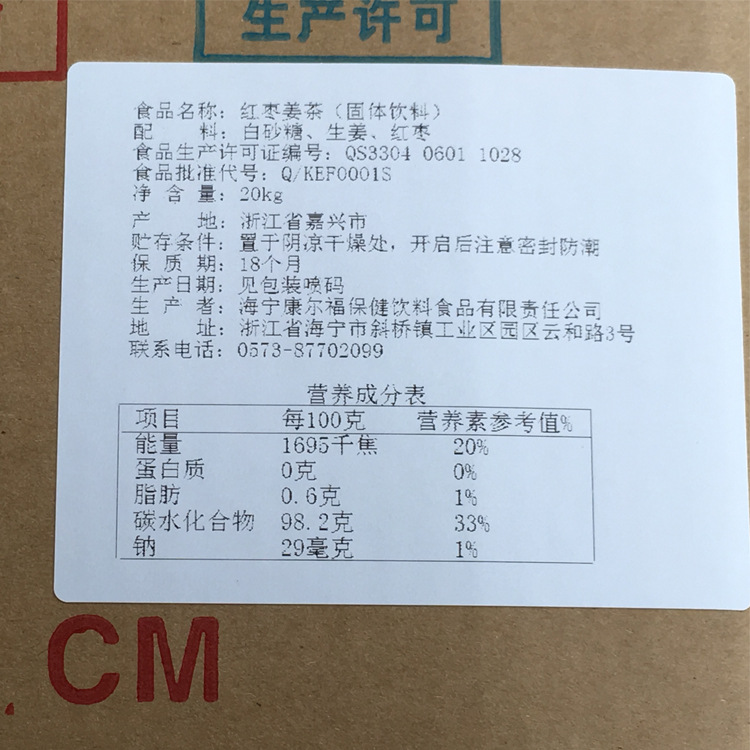 生产许可
食品名称：红枣姜茶（固体饮料）
配 料：白砂糖、生姜、红枣
食品生产许可证编号：QS3304 0601 1028
食品批准代号：Q/KEF0001S
净 含 量：20kg
产 地：浙江省嘉兴市
贮存条件：置于阴凉干燥处，开启后注意密封防潮
保 质 期：18个月
生产日期：见包装喷码
生 产 者：海宁康尔福保健饮料食品有限责任公司
地 址：浙江省海宁市斜桥镇工业区园区云和路3号
联系电话：0573-87702099
营养成分表
项目 每100克 营养素参考值%
能量 1695千焦 20%
蛋白质 0克 0%
脂肪 0.6克 1%
碳水化合物 98.2克 33%
钠 29毫克 1%
CM